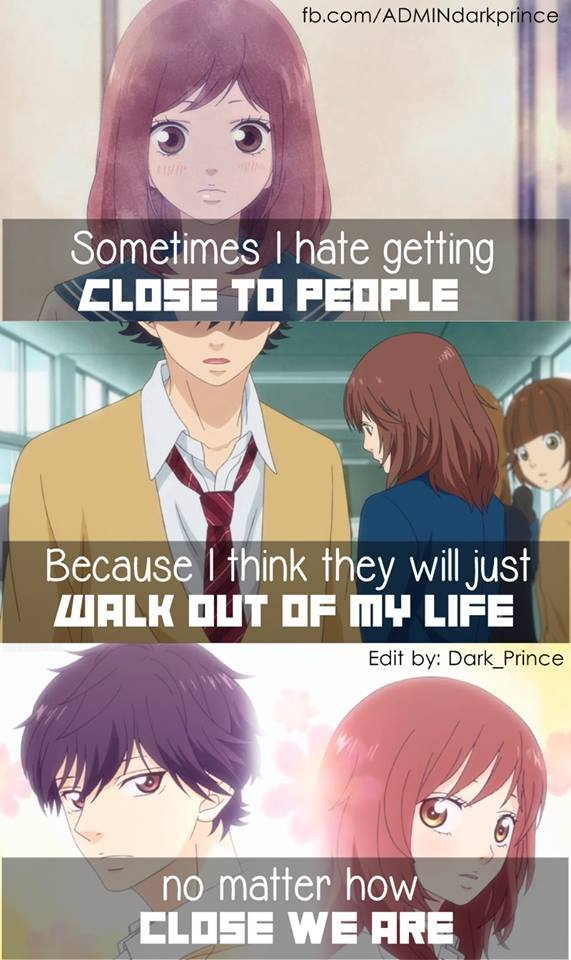 fb.com/ADMINdarkprince
Sometimes I hate getting
CLOSE TO PEOPLE
Because I think they will just
WALK OUT OF MY LIFE
Edit by: Dark_Prince
no matter how
CLOSE WE ARE